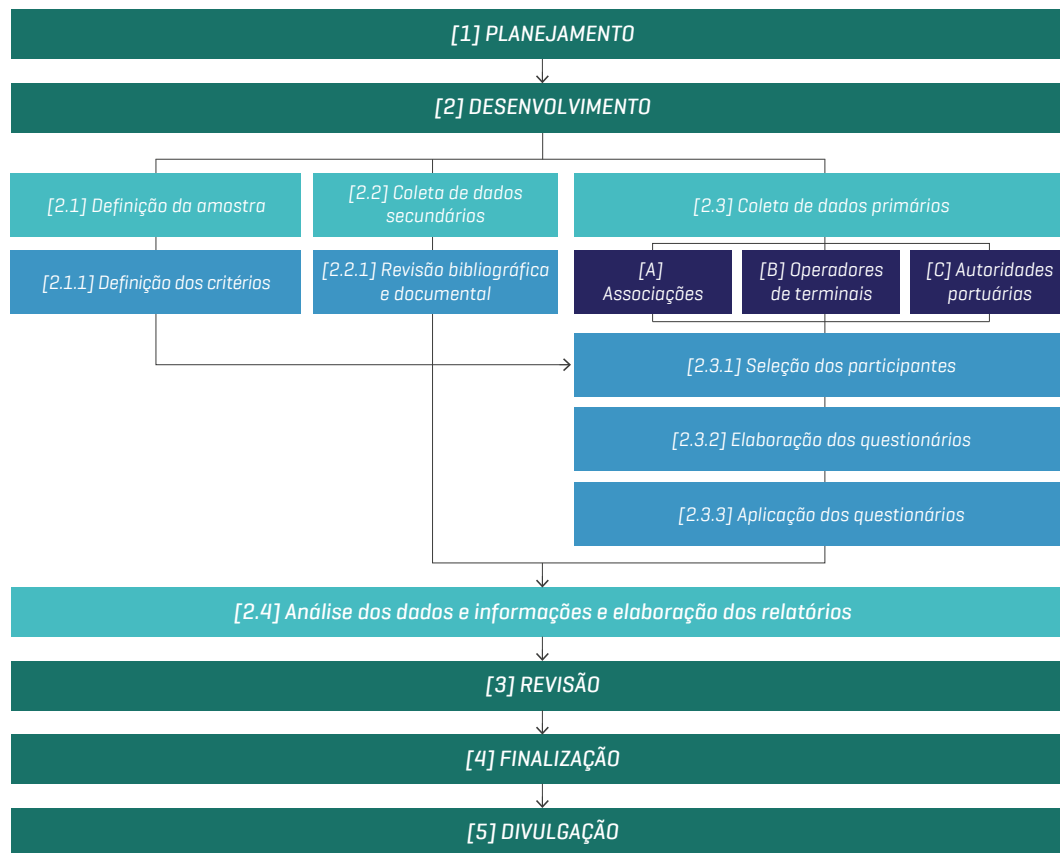 [1] PLANEJAMENTO
[2] DESENVOLVIMENTO
[2.1] Definição da amostra
[2.2] Coleta de dados
secundários
[2.3] Coleta de dados primários
[2.1.1] Definição dos critérios
[2.2.1] Revisão bibliográfica
e documental
[A]
Associações
[B] Operadores
de terminais
[C] Autoridades
portuárias
[2.3.1] Seleção dos participantes
[2.3.2] Elaboração dos questionários
[2.3.3] Aplicação dos questionários
[2.4] Análise dos dados e informações e elaboração dos relatórios
[3] REVISÃO
[4] FINALIZAÇÃO
[5] DIVULGAÇÃO